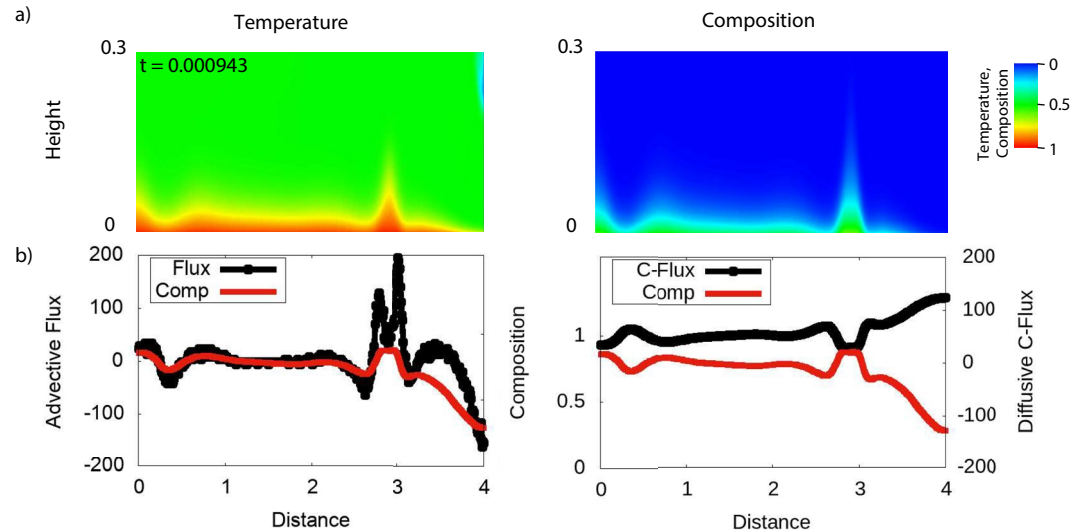 a)
Temperature
Composition
0.3
t = 0.000943
Height
0
0.3
0
Temperature,
Composition
0
0.5
1
b)
200
100
0
-100
-200
Advective Flux
Flux
Comp
0
1
2
3
4
Distance
Composition
1
0.5
0
C-Flux
Comp
200
100
0
-100
-200
Diffusive C-Flux
0
1
2
3
4
Distance